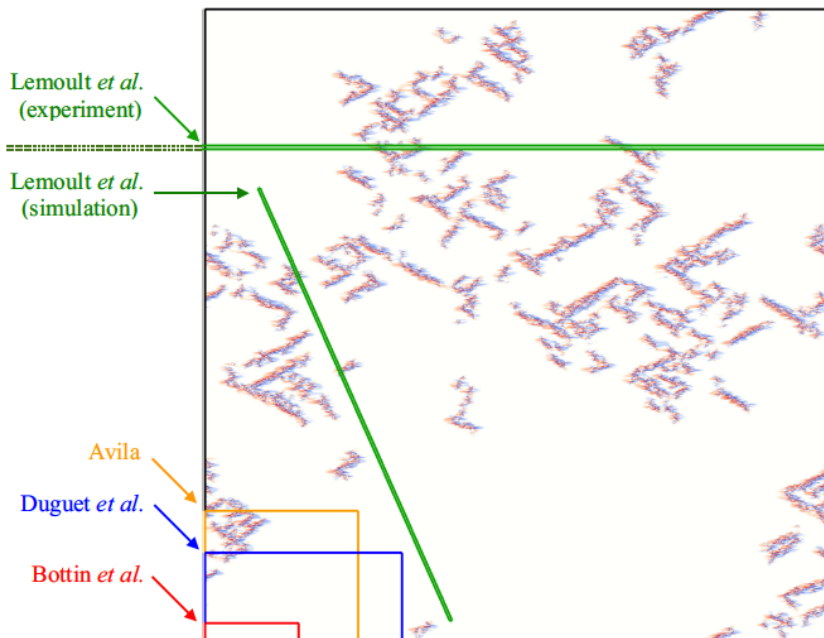 Lemoult et al.
(experiment)
Lemoult et al.
(simulation)
Avila
Duguet et al.
Bottin et al.